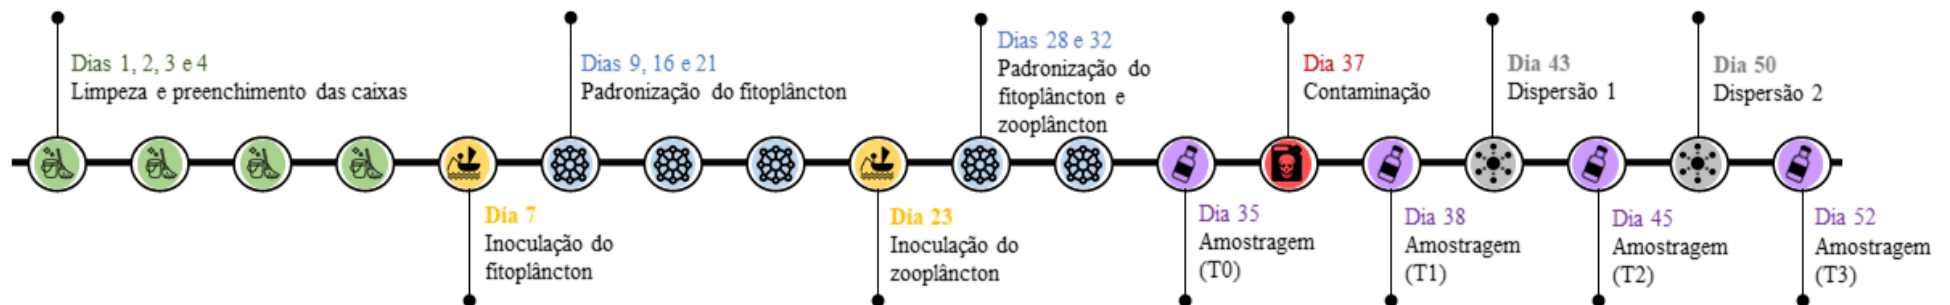 Dias 1, 2, 3 e 4
Limpeza e preenchimento das caixas
Dia 7
Inoculação do
fitoplâncton
Dias 9, 16 e 21
Padronização do fitoplâncton
Dia 23
Inoculação do
zooplâncton
Dias 28 e 32
Padronização do
fitoplâncton e
zooplâncton
Dia 35
Amostragem
(T0)
Dia 37
Contaminação
Dia 38
Amostragem
(T1)
Dia 43
Dispersão 1
Dia 45
Amostragem
(T2)
Dia 50
Dispersão 2
Dia 52
Amostragem
(T3)